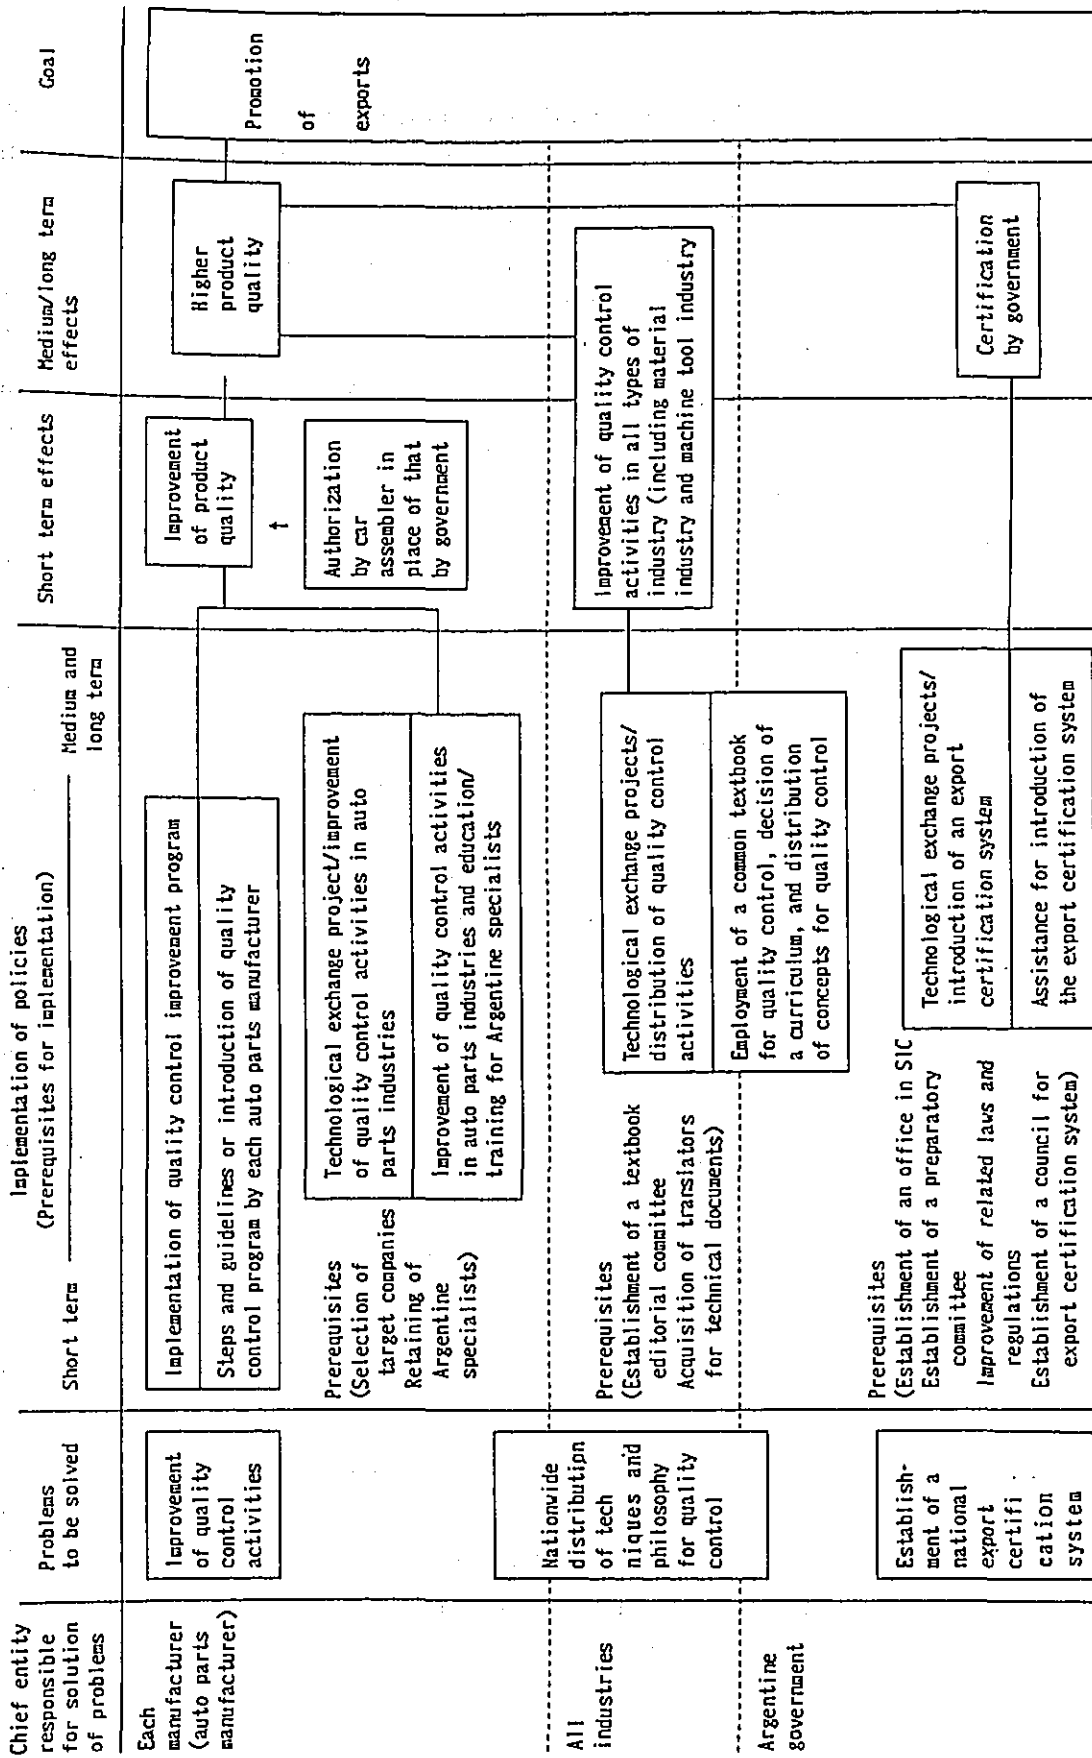 Chief entity
responsible
for solution
of problems
Problems
to be solved
Implementation of policies
(Prerequisites for implementation)
Short term
Medium and
long term
Short term effects
Medium/long term
effects
Goal
Each
manufacturer
(auto parts
manufacturer)
Improvement
of quality
control
activities
Implementation of quality control improvement program
Steps and guidelines or introduction of quality
control program by each auto parts manufacturer
Prerequisites
(Selection of
target companies
Retaining of
Argentine
specialists)
Technological exchange project/improvement
of quality control activities in auto
parts industries
Improvement of quality control activities
in auto parts industries and education/
training for Argentine specialists
Improvement
of product
quality
↑
Authorization
by car
assembler in
place of that
by government
Higher
product
quality
Promotion
of
exports
All
industries
Nationwide
distribution
of tech
niques and
philosophy
for quality
control
Prerequisites
(Establishment of a textbook
editorial committee
Acquisition of translators
for technical documents)
Technological exchange projects/
distribution of quality control
activities
Employment of a common textbook
for quality control, decision of
a curriculum, and distribution
of concepts for quality control
Improvement of quality control
activities in all types of
industry (including material
industry and machine tool industry
Argentine
government
Establish-
ment of a
national
export
certifi
cation
system
Prerequisites
(Establishment of an office in SIC
Establishment of a preparatory
committee
Improvement of related laws and
regulations
Establishment of a council for
export certification system)
Technological exchange projects/
introduction of an export
certification system
Assistance for introduction of
the export certification system
Certification
by government